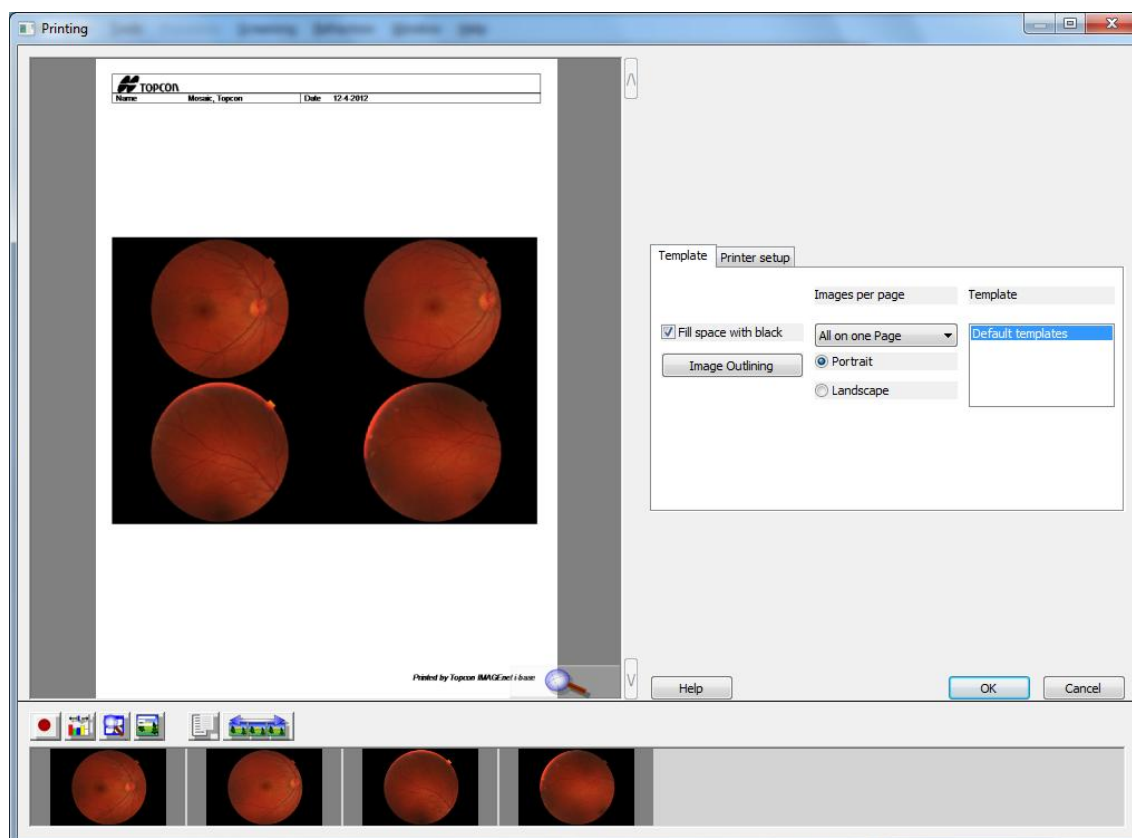 Printing
TOPCON
Name Mosaic, Topcon Date 12-4-2012
Printed by Topcon IMAGEnet i-base
Template Printer setup
Images per page Template
Fill space with black All on one Page Default templates
Image Outlining Portrait
Landscape
Help OK Cancel